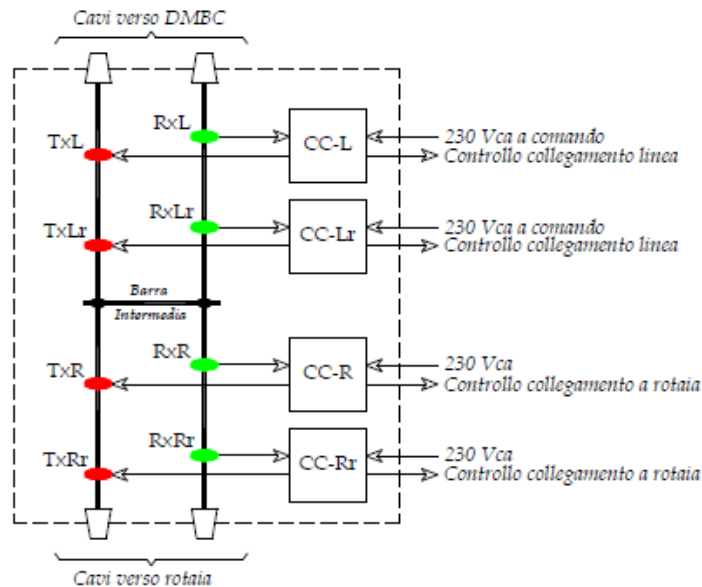 Cavi verso DMBC
RxL
TxL
CC-L
230 Vca a comando
Controllo collegamento linea
RxLr
TxLr
CC-Lr
230 Vca a comando
Controllo collegamento linea
Barra
Intermedia
RxR
TxR
CC-R
230 Vca
Controllo collegamento a rotaia
RxRr
TxRr
CC-Rr
230 Vca
Controllo collegamento a rotaia
Cavi verso rotaia